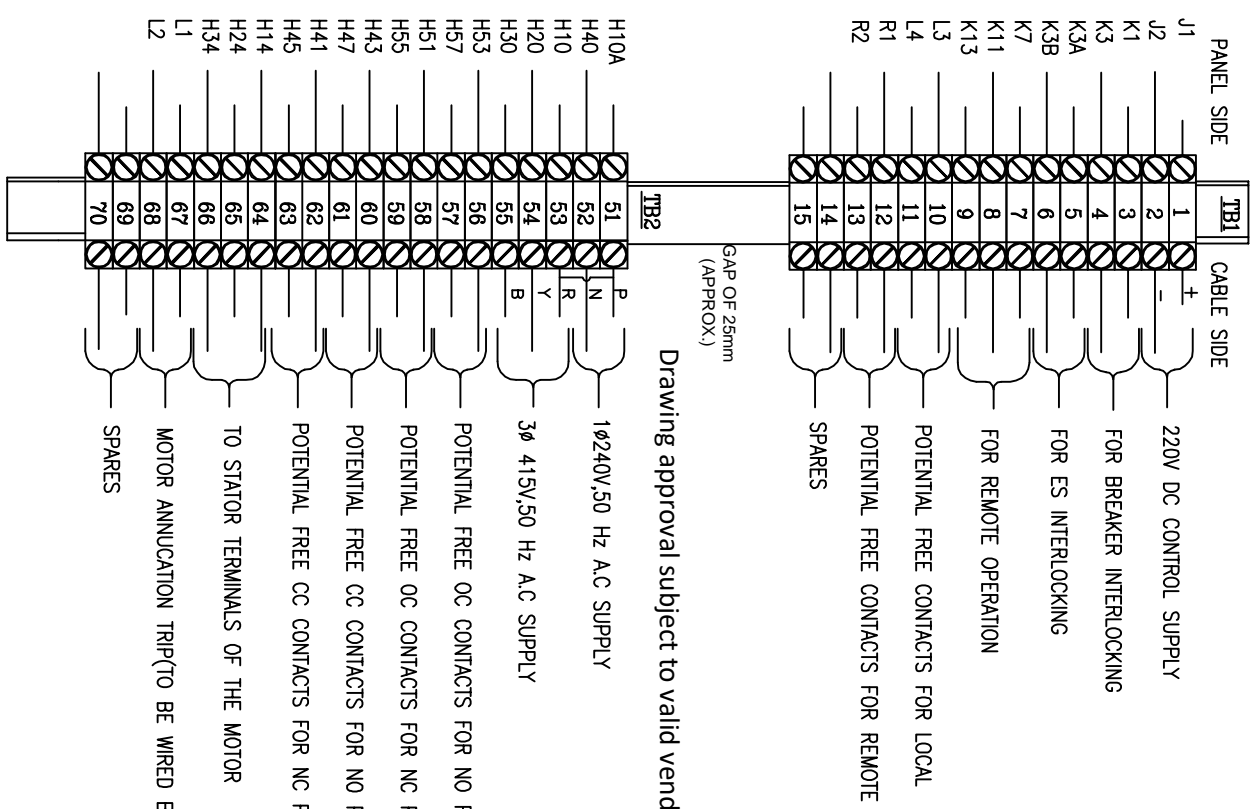 PANEL SIDE
TB1
CABLE SIDE
J1
J2
K1
K3
K3A
K3B
K7
K11
K13
L3
L4
R1
R2
1
2
3
4
5
6
7
8
9
10
11
12
13
14
15
+
-
220V DC CONTROL SUPPLY
FOR BREAKER INTERLOCKING
FOR ES INTERLOCKING
FOR REMOTE OPERATION
POTENTIAL FREE CONTACTS FOR LOCAL
POTENTIAL FREE CONTACTS FOR REMOTE
SPARES
GAP OF 25mm
(APPROX.)
Drawing approval subject to valid vend
TB2
H10A
H40
H10
H20
H30
H53
H57
H51
H55
H43
H47
H41
H45
H14
H24
H34
L1
L2
51
52
53
54
55
56
57
58
59
60
61
62
63
64
65
66
67
68
69
70
P
N
R
Y
B
1ø240V,50 Hz A.C SUPPLY
3ø 415V,50 Hz A.C SUPPLY
POTENTIAL FREE OC CONTACTS FOR NO
POTENTIAL FREE OC CONTACTS FOR NC
POTENTIAL FREE CC CONTACTS FOR NO
POTENTIAL FREE CC CONTACTS FOR NC
TO STATOR TERMINALS OF THE MOTOR
MOTOR ANNUCATION TRIP(TO BE WIRED
SPARES